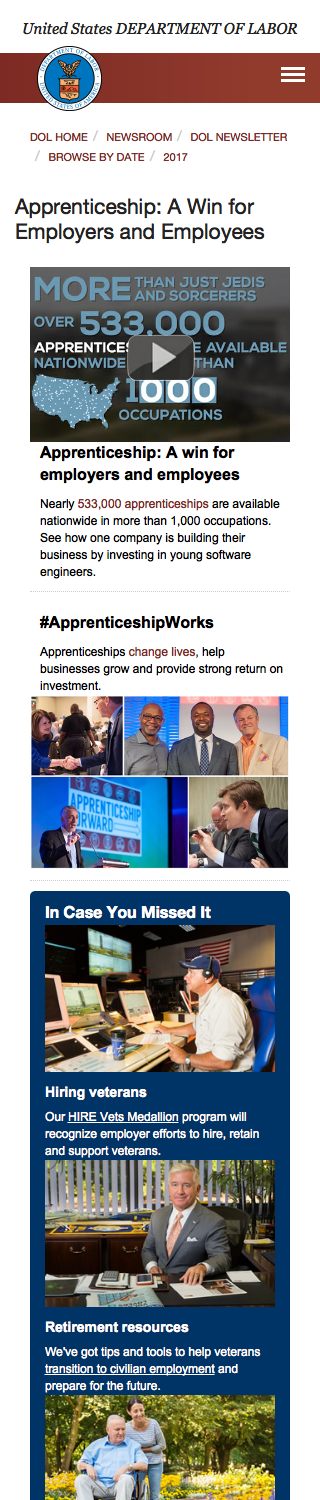 United States DEPARTMENT OF LABOR
DOL HOME / NEWSROOM / DOL NEWSLETTER
/ BROWSE BY DATE / 2017
Apprenticeship: A Win for
Employers and Employees
MORE THAN JUST JEDIS
AND SORCERERS
OVER 533,000
APPRENTICES E AVAILABLE
NATIONWIDE THAN
1000
OCCUPATIONS
Apprenticeship: A win for
employers and employees
Nearly 533,000 apprenticeships are available
nationwide in more than 1,000 occupations.
See how one company is building their
business by investing in young software
engineers.
#ApprenticeshipWorks
Apprenticeships change lives, help
businesses grow and provide strong return on
investment.
APPRENTICESHIP
FORWARD
In Case You Missed It
Hiring veterans
Our HIRE Vets Medallion program will
recognize employer efforts to hire, retain
and support veterans.
Retirement resources
We've got tips and tools to help veterans
transition to civilian employment and
prepare for the future.